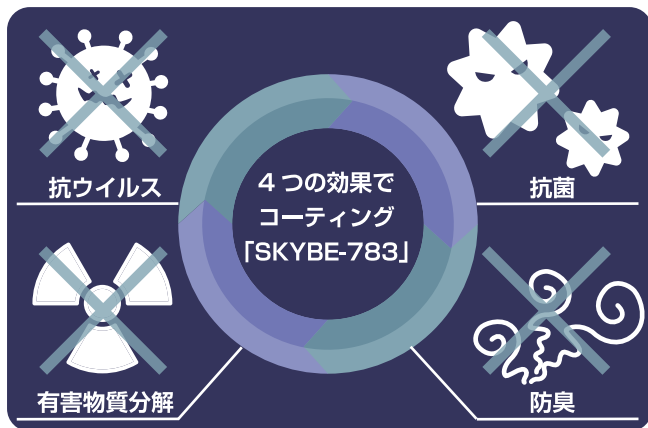 抗ウイルス
抗菌
4つの効果で
コーティング
「SKYBE-783」
有害物質分解
防臭